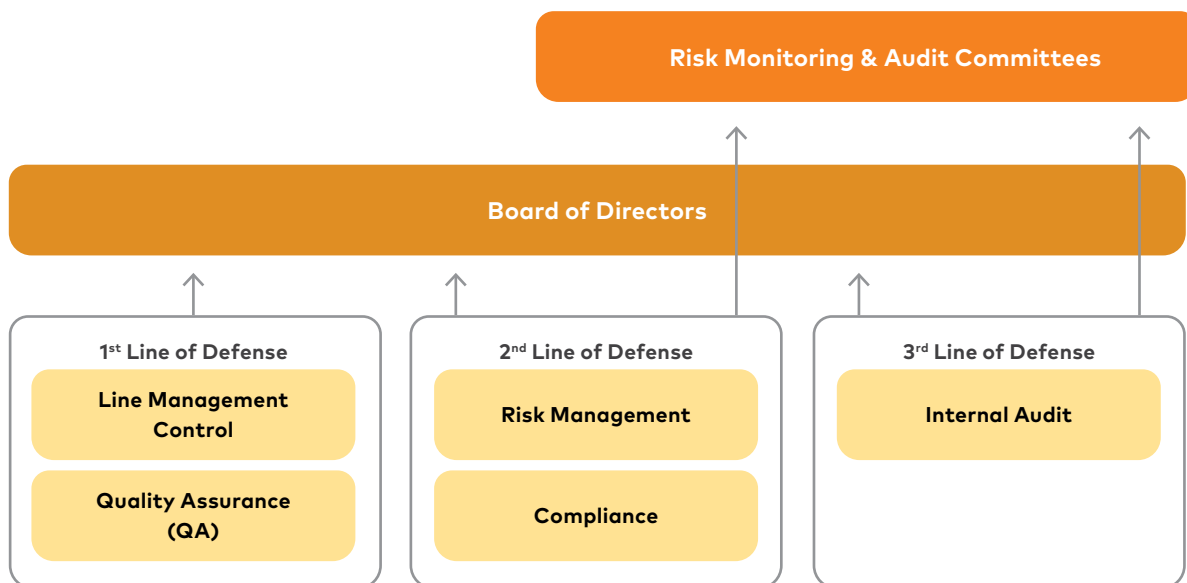 Risk Monitoring & Audit Committees
Board of Directors
1st Line of Defense
Line Management
Control
Quality Assurance
(QA)
2nd Line of Defense
Risk Management
Compliance
3rd Line of Defense
Internal Audit